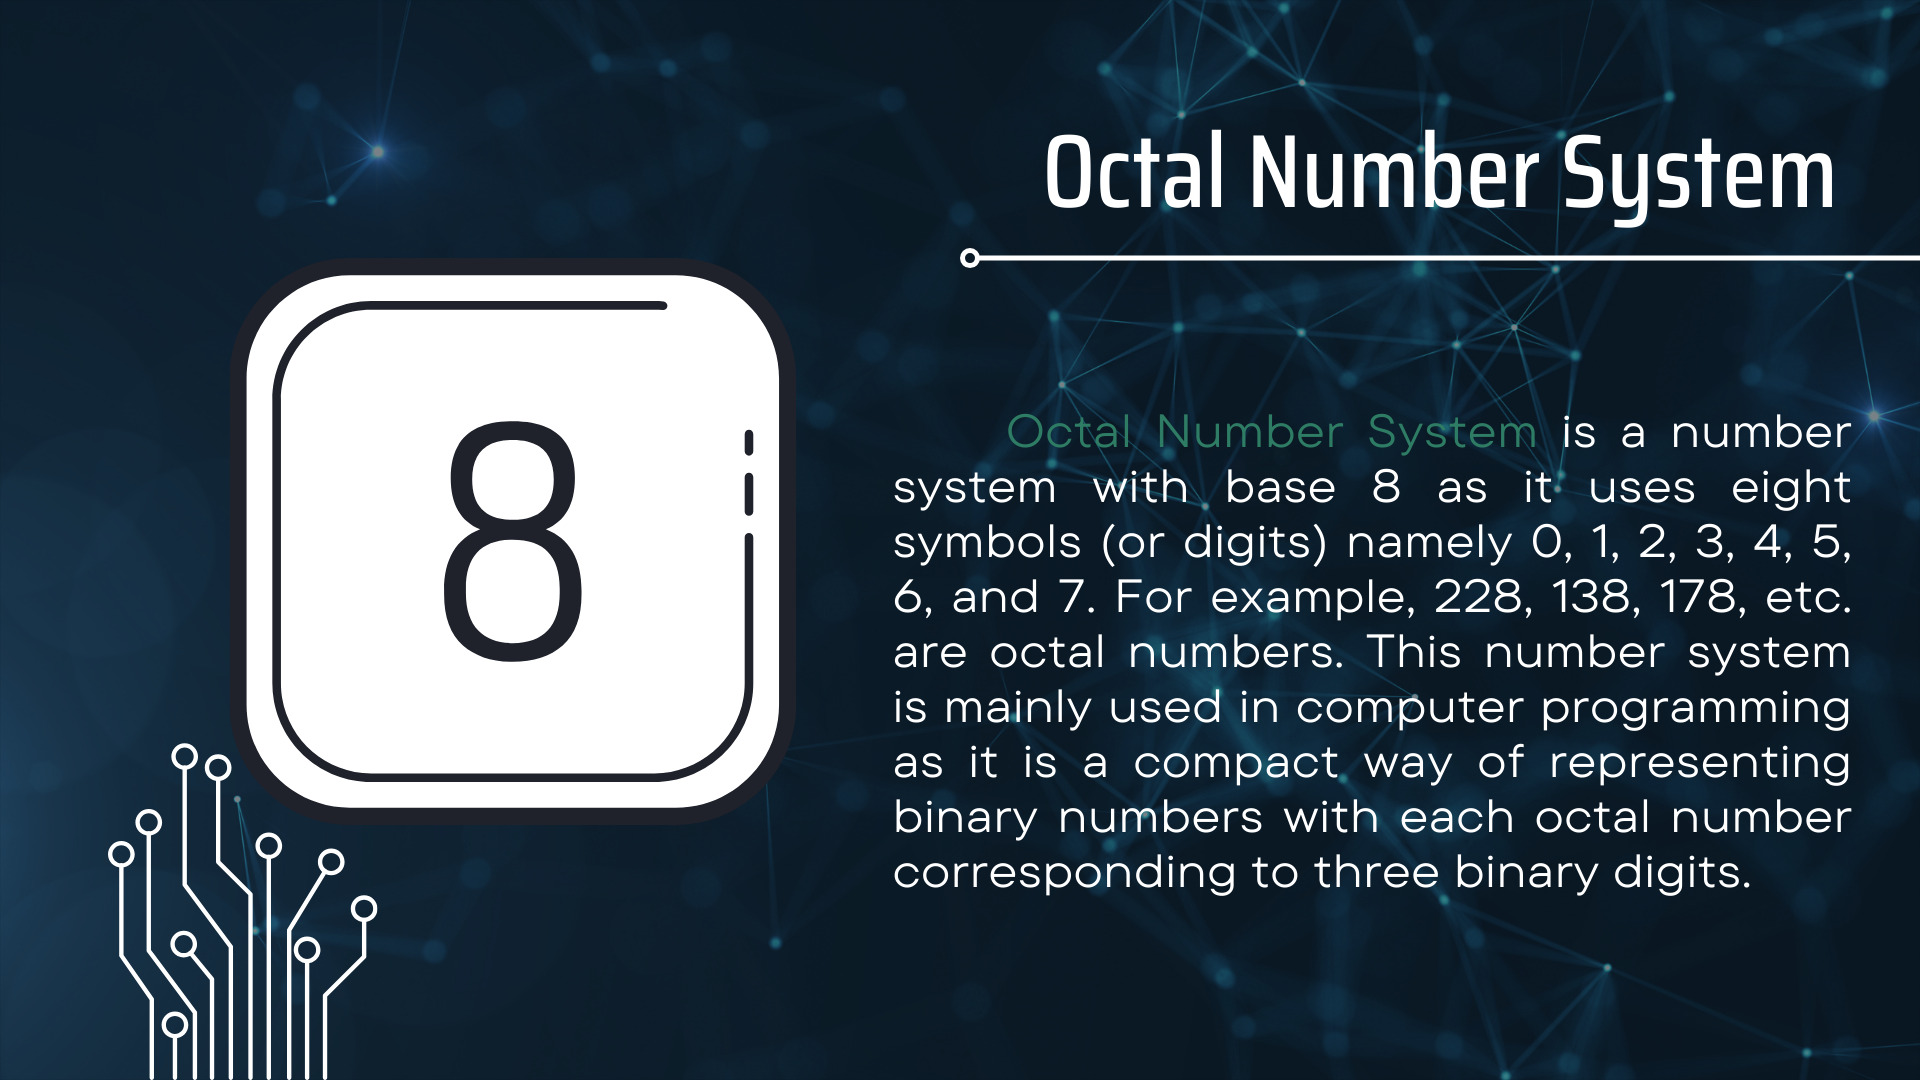 Octal Number System
8
Octal Number System is a number
system with base 8 as it uses eight
symbols (or digits) namely 0, 1, 2, 3, 4, 5,
6, and 7. For example, 228, 138, 178, etc.
are octal numbers. This number system
is mainly used in computer programming
as it is a compact way of representing
binary numbers with each octal number
corresponding to three binary digits.